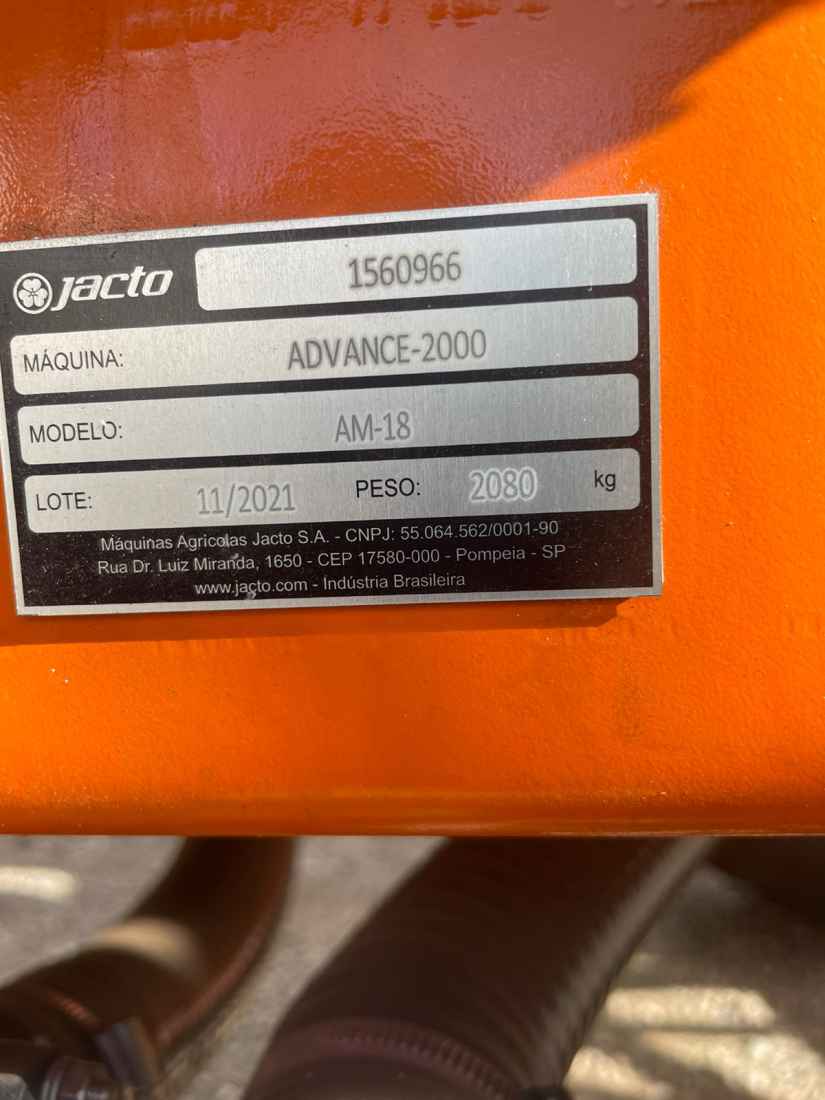 Jacto 1560966
MÁQUINA: ADVANCE-2000
MODELO: AM-18
LOTE: 11/2021 PESO: 2080 kg
Máquinas Agricolas Jacto S.A. - CNPJ: 55.064.562/0001-90
Rua Dr. Luiz Miranda, 1650 - CEP 17580-000 - Pompeia - SP
www.jacto.com - Indústria Brasileira